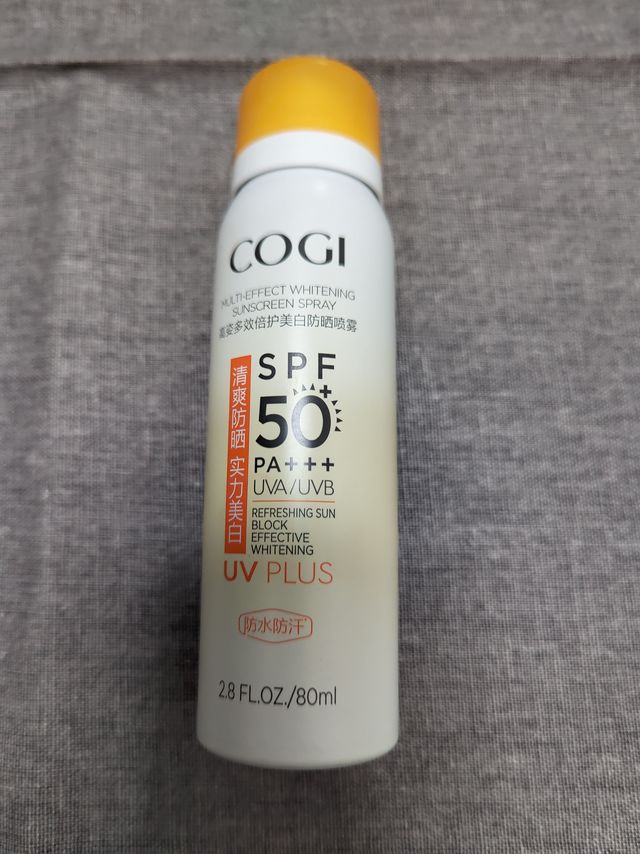 COGI
MULTI-EFFECT WHITENING
SUNSCREEN SPRAY
高姿多效倍护美白防晒喷雾
清爽防晒 实力美白
SPF
50+
PA+++
UVA/UVB
REFRESHING SUN
BLOCK
EFFECTIVE
WHITENING
UV PLUS
防水防汗*
2.8 FL.OZ./80ml